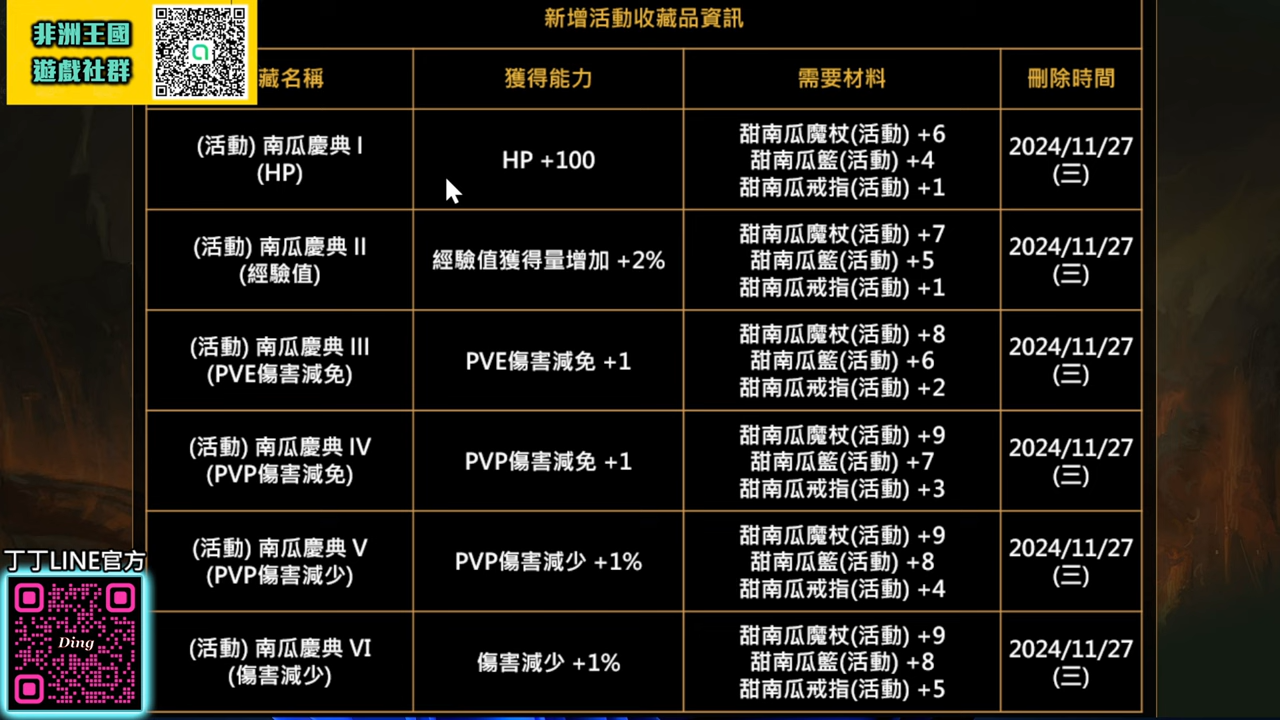 非洲王國
遊戲社群
新增活動收藏品資訊
藏名稱
獲得能力
需要材料
刪除時間
(活動) 南瓜慶典 I
(HP)
HP +100
甜南瓜魔杖(活動) +6
甜南瓜籃(活動) +4
甜南瓜戒指(活動) +1
2024/11/27
(三)
(活動) 南瓜慶典 II
(經驗值)
經驗值獲得量增加 +2%
甜南瓜魔杖(活動) +7
甜南瓜籃(活動) +5
甜南瓜戒指(活動) +1
2024/11/27
(三)
(活動) 南瓜慶典 III
(PVE傷害減免)
PVE傷害減免 +1
甜南瓜魔杖(活動) +8
甜南瓜籃(活動) +6
甜南瓜戒指(活動) +2
2024/11/27
(三)
(活動) 南瓜慶典 IV
(PVP傷害減免)
PVP傷害減免 +1
甜南瓜魔杖(活動) +9
甜南瓜籃(活動) +7
甜南瓜戒指(活動) +3
2024/11/27
(三)
(活動) 南瓜慶典 V
(PVP傷害減少)
PVP傷害減少 +1%
甜南瓜魔杖(活動) +9
甜南瓜籃(活動) +8
甜南瓜戒指(活動) +4
2024/11/27
(三)
(活動) 南瓜慶典 VI
(傷害減少)
傷害減少 +1%
甜南瓜魔杖(活動) +9
甜南瓜籃(活動) +8
甜南瓜戒指(活動) +5
2024/11/27
(三)
丁丁LINE官方
Ding